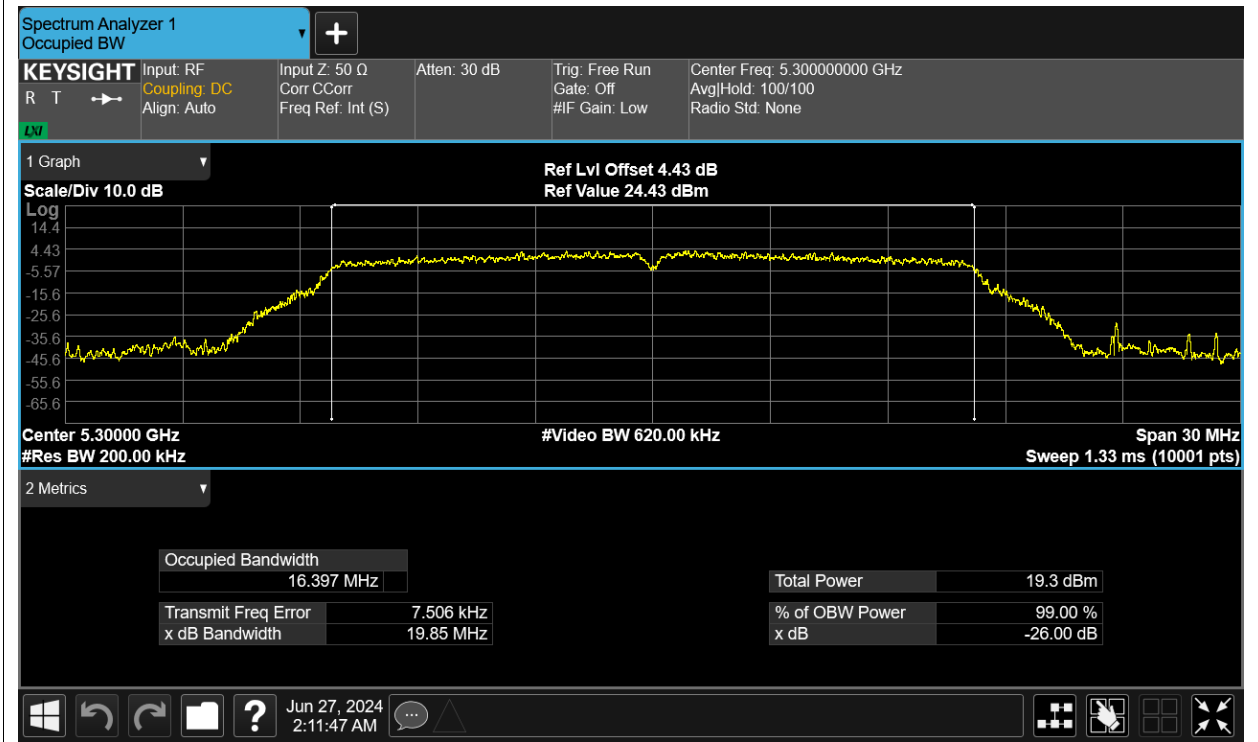 Spectrum Analyzer 1
Occupied BW
KEYSIGHT
R T
LXI
Input: RF
Coupling: DC
Align: Auto
Input Z: 50 Ω
Corr CCorr
Freq Ref: Int (S)
Atten: 30 dB
Trig: Free Run
Gate: Off
#IF Gain: Low
Center Freq: 5.300000000 GHz
Avg|Hold: 100/100
Radio Std: None
1 Graph
Ref Lvl Offset 4.43 dB
Scale/Div 10.0 dB
Ref Value 24.43 dBm
Log
14.4
4.43
-5.57
-15.6
-25.6
-35.6
-45.6
-55.6
-65.6
Center 5.30000 GHz
#Video BW 620.00 kHz
Span 30 MHz
#Res BW 200.00 kHz
Sweep 1.33 ms (10001 pts)
2 Metrics
Occupied Bandwidth
16.397 MHz
Total Power 19.3 dBm
Transmit Freq Error 7.506 kHz
% of OBW Power 99.00 %
x dB Bandwidth 19.85 MHz
x dB -26.00 dB
?
Jun 27, 2024
2:11:47 AM